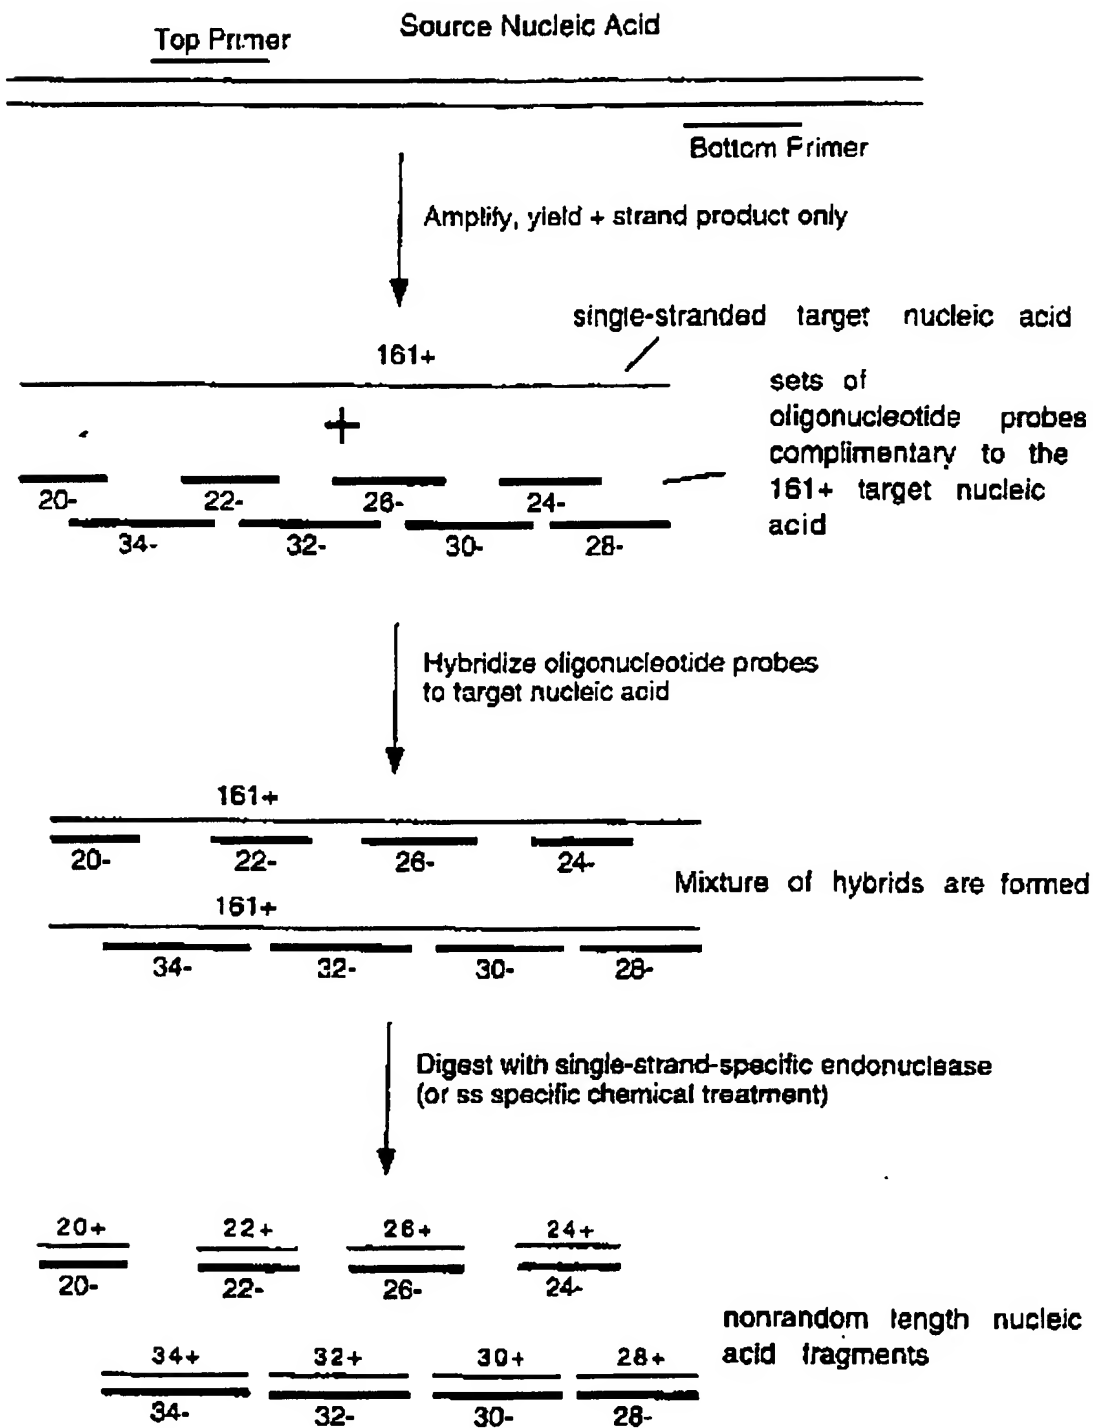 Source Nucleic Acid
Top Primer
Bottom Primer
Amplify, yield + strand product only
single-stranded target nucleic acid
161+
sets of
oligonucleotide probes
complimentary to the
161+ target nucleic
acid
+
20- 22- 26- 24-
34- 32- 30- 28-
Hybridize oligonucleotide probes
to target nucleic acid
161+
20- 22- 26- 24-
Mixture of hybrids are formed
161+
34- 32- 30- 28-
Digest with single-strand-specific endonuclease
(or ss specific chemical treatment)
20+ 22+ 26+ 24+
20- 22- 26- 24-
nonrandom length nucleic
acid fragments
34+ 32+ 30+ 28+
34- 32- 30- 28-